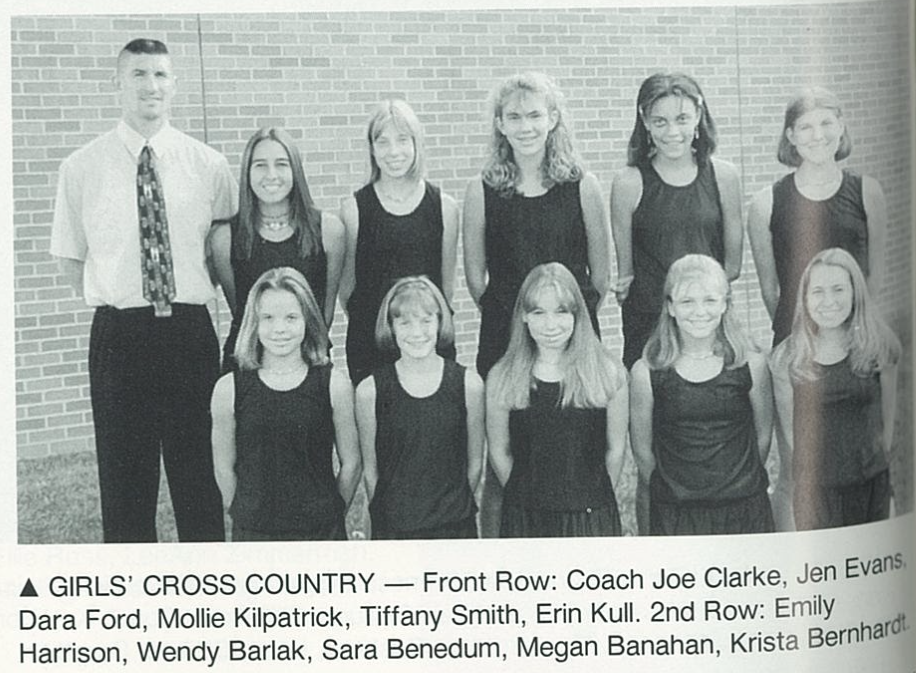 ▲ GIRLS' CROSS COUNTRY — Front Row: Coach Joe Clarke, Jen Evans,
Dara Ford, Mollie Kilpatrick, Tiffany Smith, Erin Kull. 2nd Row: Emily
Harrison, Wendy Barlak, Sara Benedum, Megan Banahan, Krista Bernhardt.